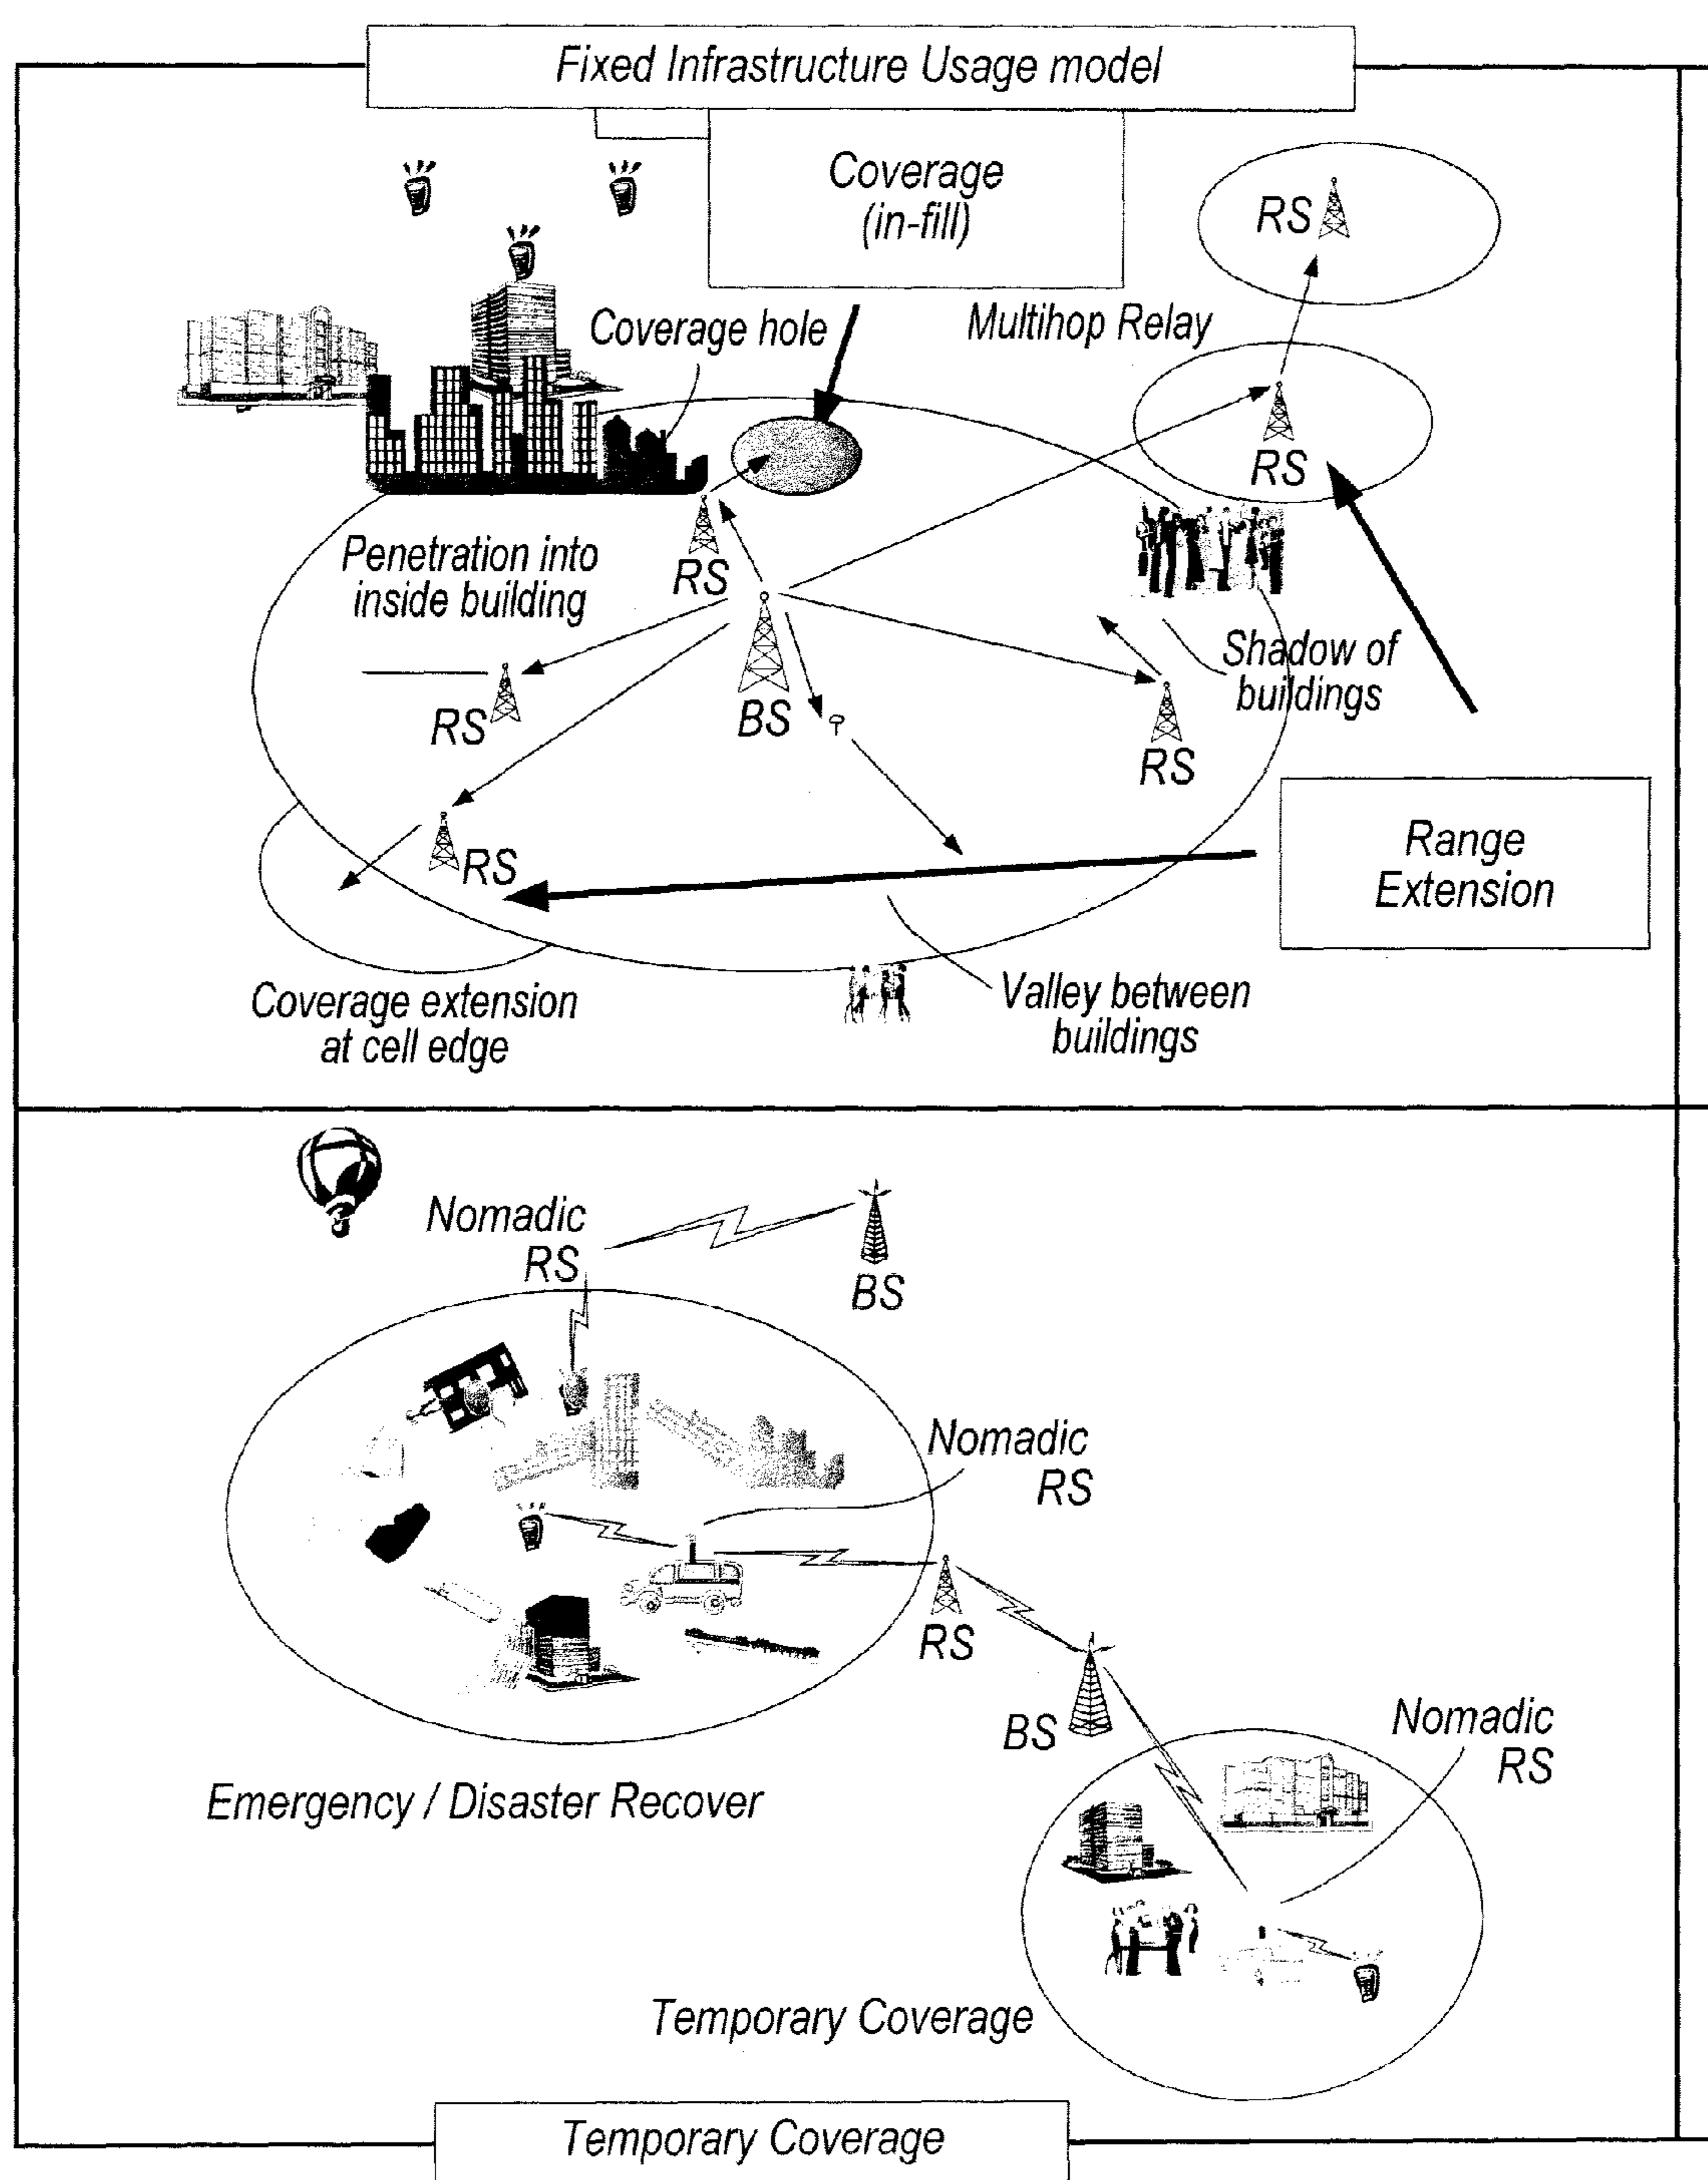 Fixed Infrastructure Usage model
Coverage
(in-fill)
RS
Coverage hole
Multihop Relay
RS
Penetration into
inside building
RS
Shadow of
buildings
RS
BS
RS
RS
Range
Extension
Coverage extension
at cell edge
Valley between
buildings
Nomadic
RS
BS
Nomadic
RS
RS
BS
Nomadic
RS
Emergency / Disaster Recover
Temporary Coverage
Temporary Coverage